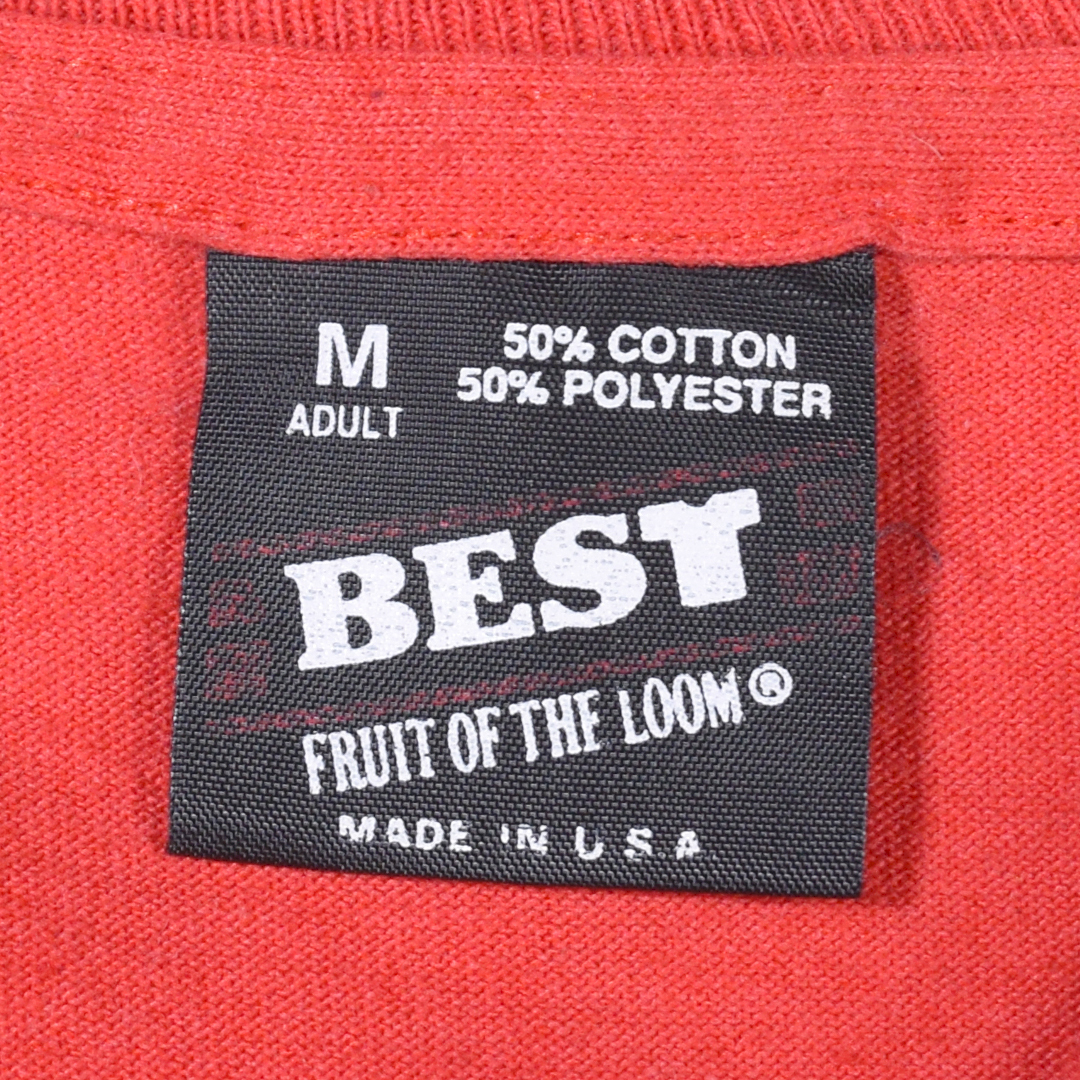 M
ADULT
50% COTTON
50% POLYESTER
BEST
FRUIT OF THE LOOM®
MADE IN U.S.A.